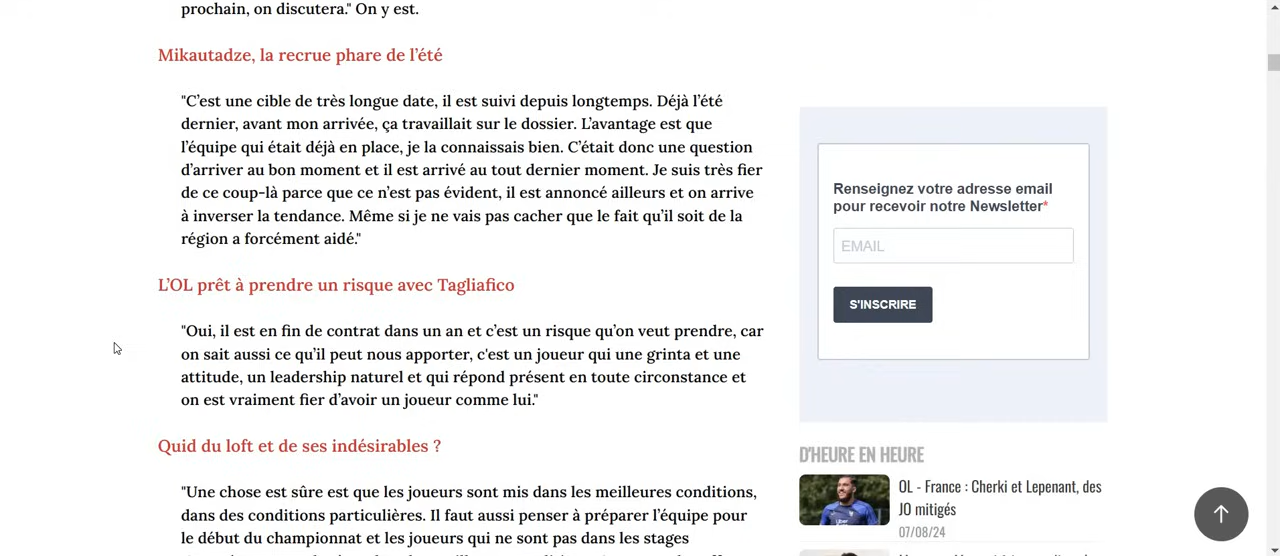 prochain, on discutera." On y est.
Mikautadze, la recrue phare de l’été
"C’est une cible de très longue date, il est suivi depuis longtemps. Déjà l’été
dernier, avant mon arrivée, ça travaillait sur le dossier. L’avantage est que
l’équipe qui était déjà en place, je la connaissais bien. C’était donc une question
d’arriver au bon moment et il est arrivé au tout dernier moment. Je suis très fier
de ce coup-là parce que ce n’est pas évident, il est annoncé ailleurs et on arrive
à inverser la tendance. Même si je ne vais pas cacher que le fait qu’il soit de la
région a forcément aidé."
L’OL prêt à prendre un risque avec Tagliafico
"Oui, il est en fin de contrat dans un an et c’est un risque qu’on veut prendre, car
on sait aussi ce qu’il peut nous apporter, c'est un joueur qui une grinta et une
attitude, un leadership naturel et qui répond présent en toute circonstance et
on est vraiment fier d’avoir un joueur comme lui."
Quid du loft et de ses indésirables ?
"Une chose est sûre est que les joueurs sont mis dans les meilleures conditions,
dans des conditions particulières. Il faut aussi penser à préparer l’équipe pour
le début du championnat et les joueurs qui ne sont pas dans les stages
Renseignez votre adresse email
pour recevoir notre Newsletter*
EMAIL
S'INSCRIRE
D'HEURE EN HEURE
OL - France : Cherki et Lepenant, des
JO mitigés
07/08/24